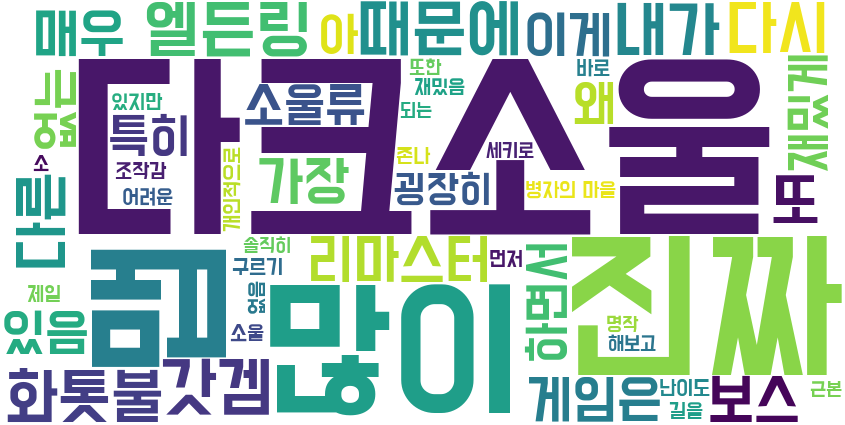 매우
엘든링
아
때문에
이게
내가
다시
없는
있지만
다크소울
또한
재밌음
바로
왜
재밌게
특히
소울류
되는
소
조작감
개인적으로
가장
존나
세키로
다른
어려운
굉장히
병자의 마을
또
솔직히
리마스터
먼저
하면서
진짜
겜
구르기
제일
없음
많이
있음
소울
명작
해보고
화톳불
갓겜
게임은
난이도
길을
보스
근본